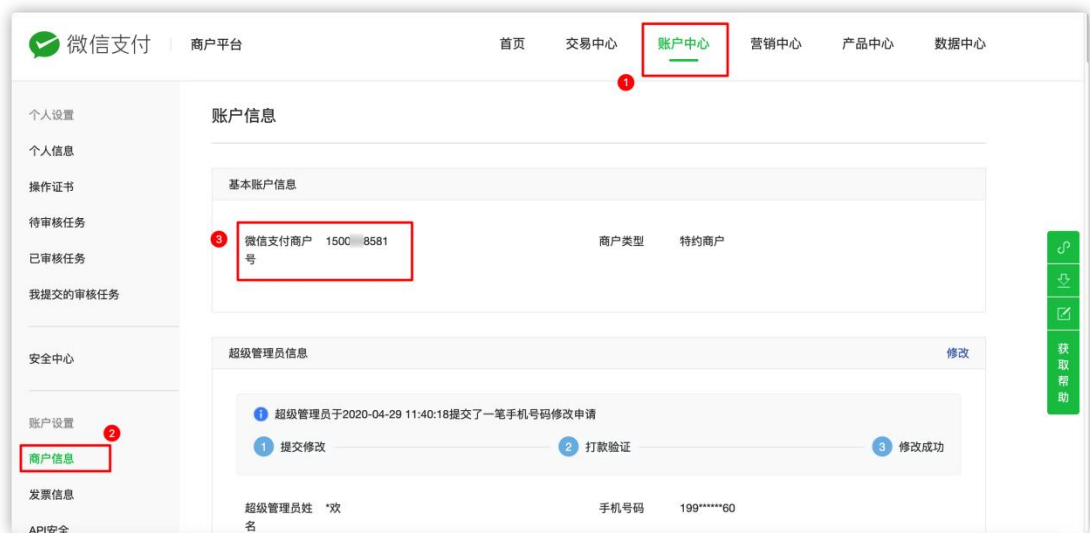 微信支付 商户平台 首页 交易中心 账户中心 营销中心 产品中心 数据中心
1
个人设置
个人信息
操作证书
待审核任务
已审核任务
我提交的审核任务
安全中心
账户设置
2
商户信息
发票信息
API安全
账户信息
基本账户信息
3
微信支付商户 1500 8581
号
商户类型 特约商户
超级管理员信息 修改
超级管理员于2020-04-29 11:40:18提交了一笔手机号码修改申请
1 提交修改 2 打款验证 3 修改成功
超级管理员姓 *欢
名
手机号码 199******60
获
取
帮
助